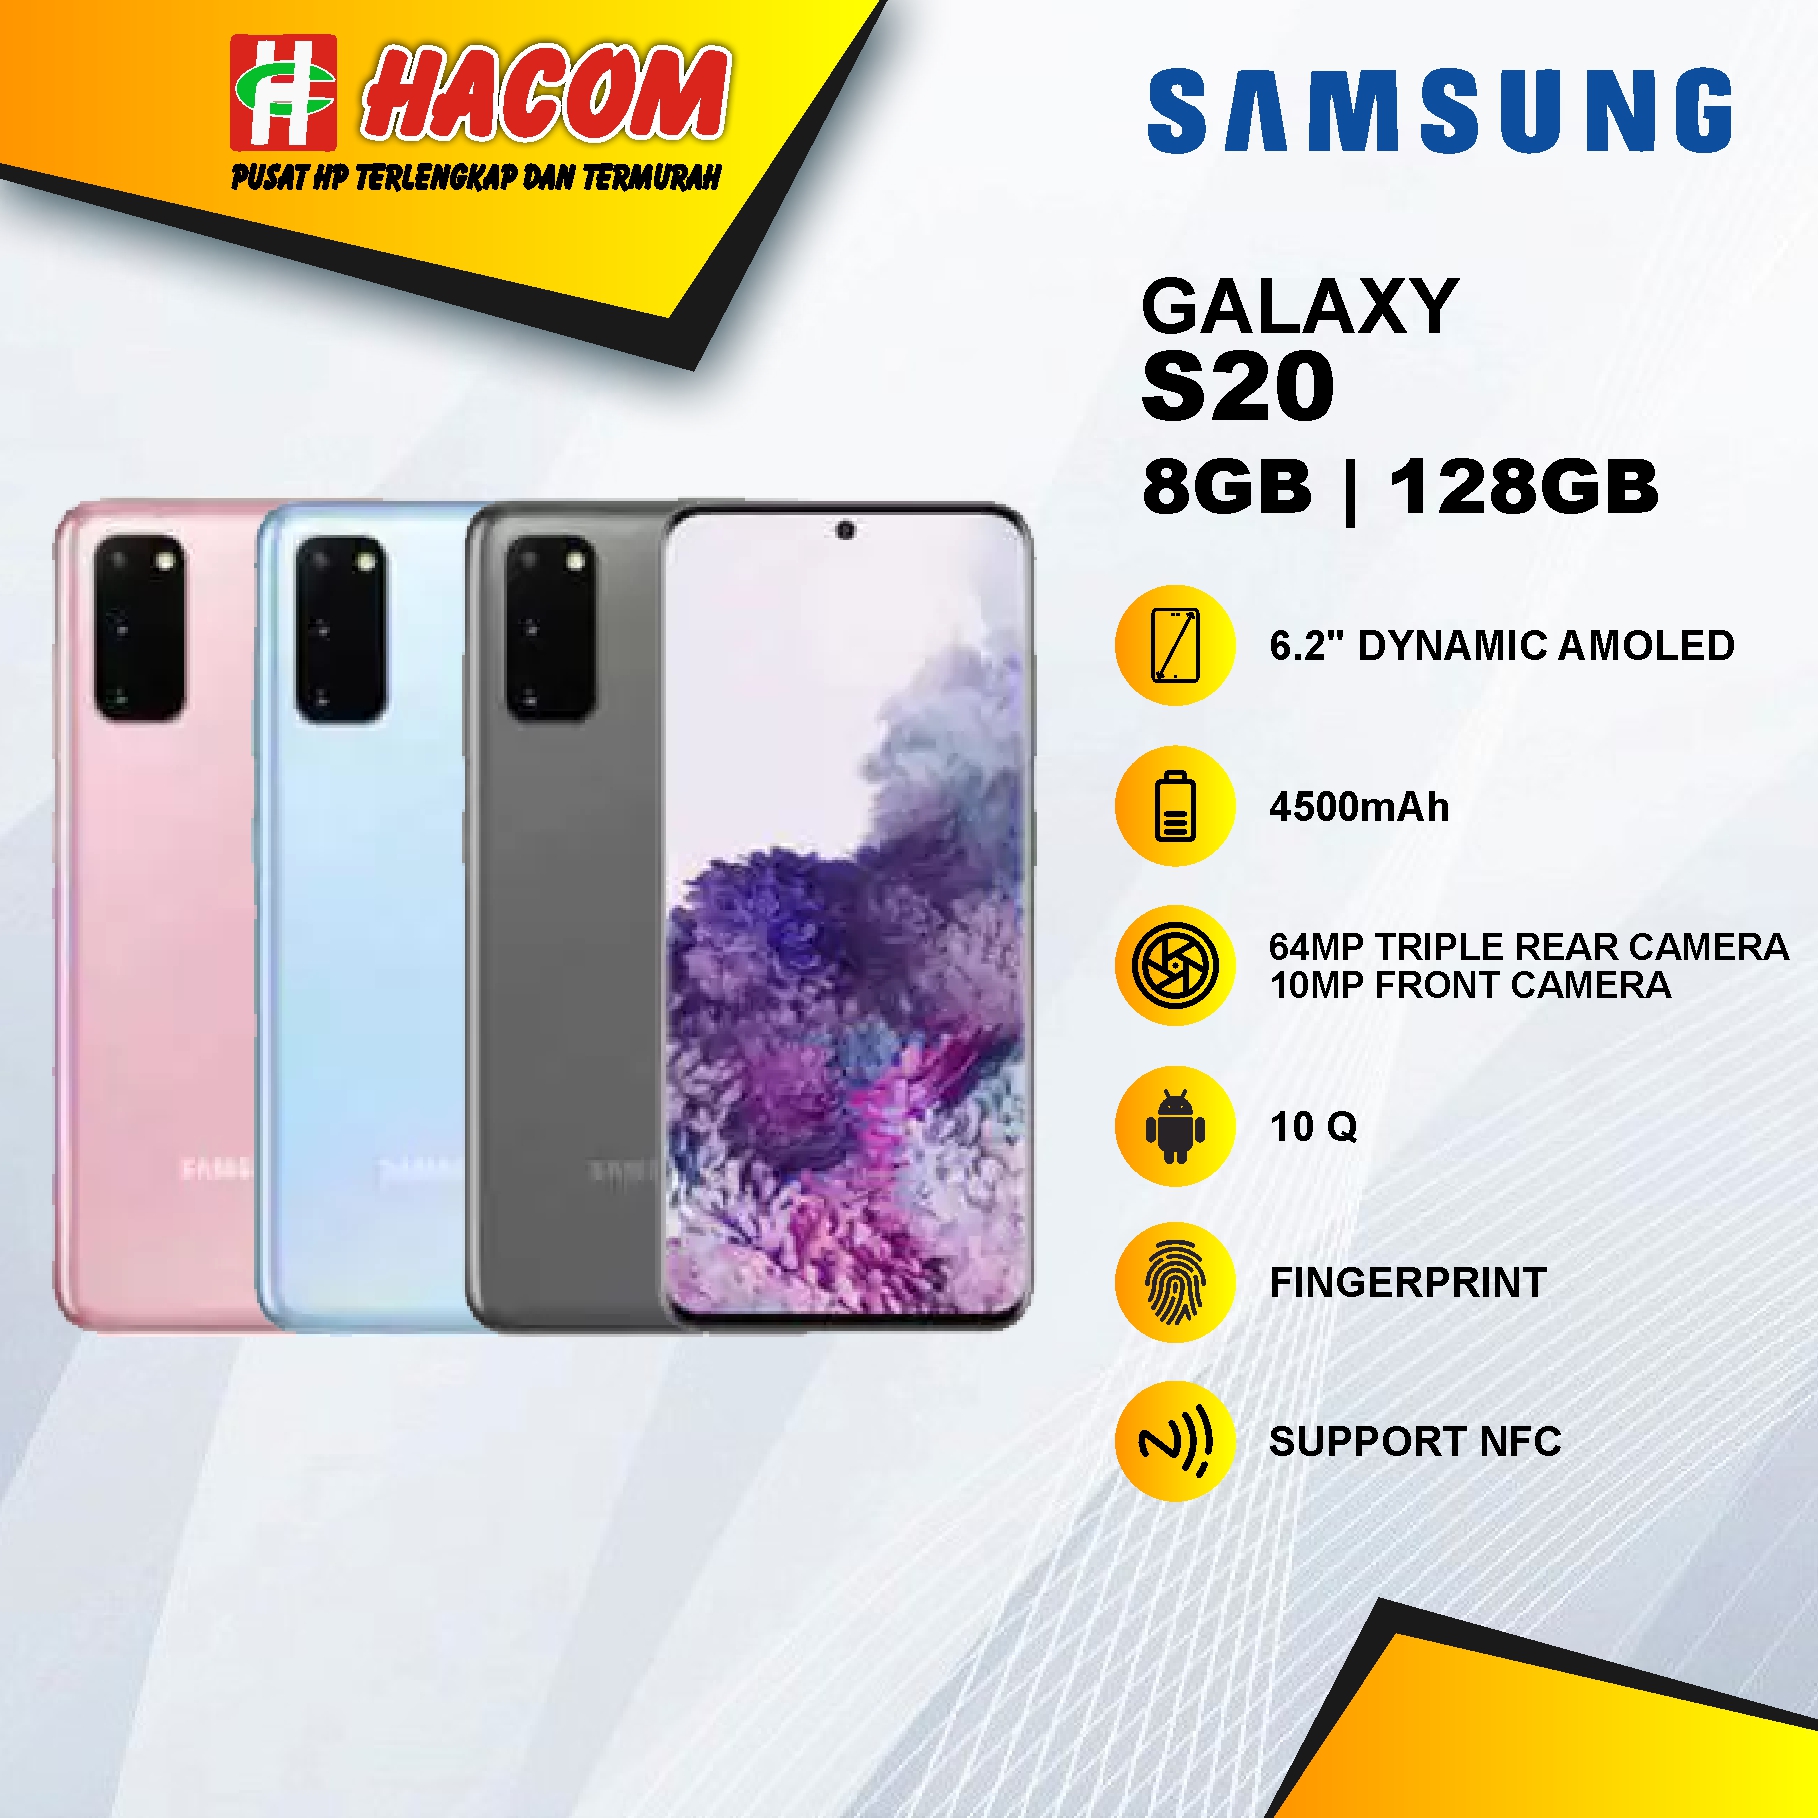 HACOM
PUSAT HP TERLENGKAP DAN TERMURAH
SAMSUNG
GALAXY
S20
8GB | 128GB
6.2" DYNAMIC AMOLED
4500mAh
64MP TRIPLE REAR CAMERA
10MP FRONT CAMERA
10 Q
FINGERPRINT
SUPPORT NFC